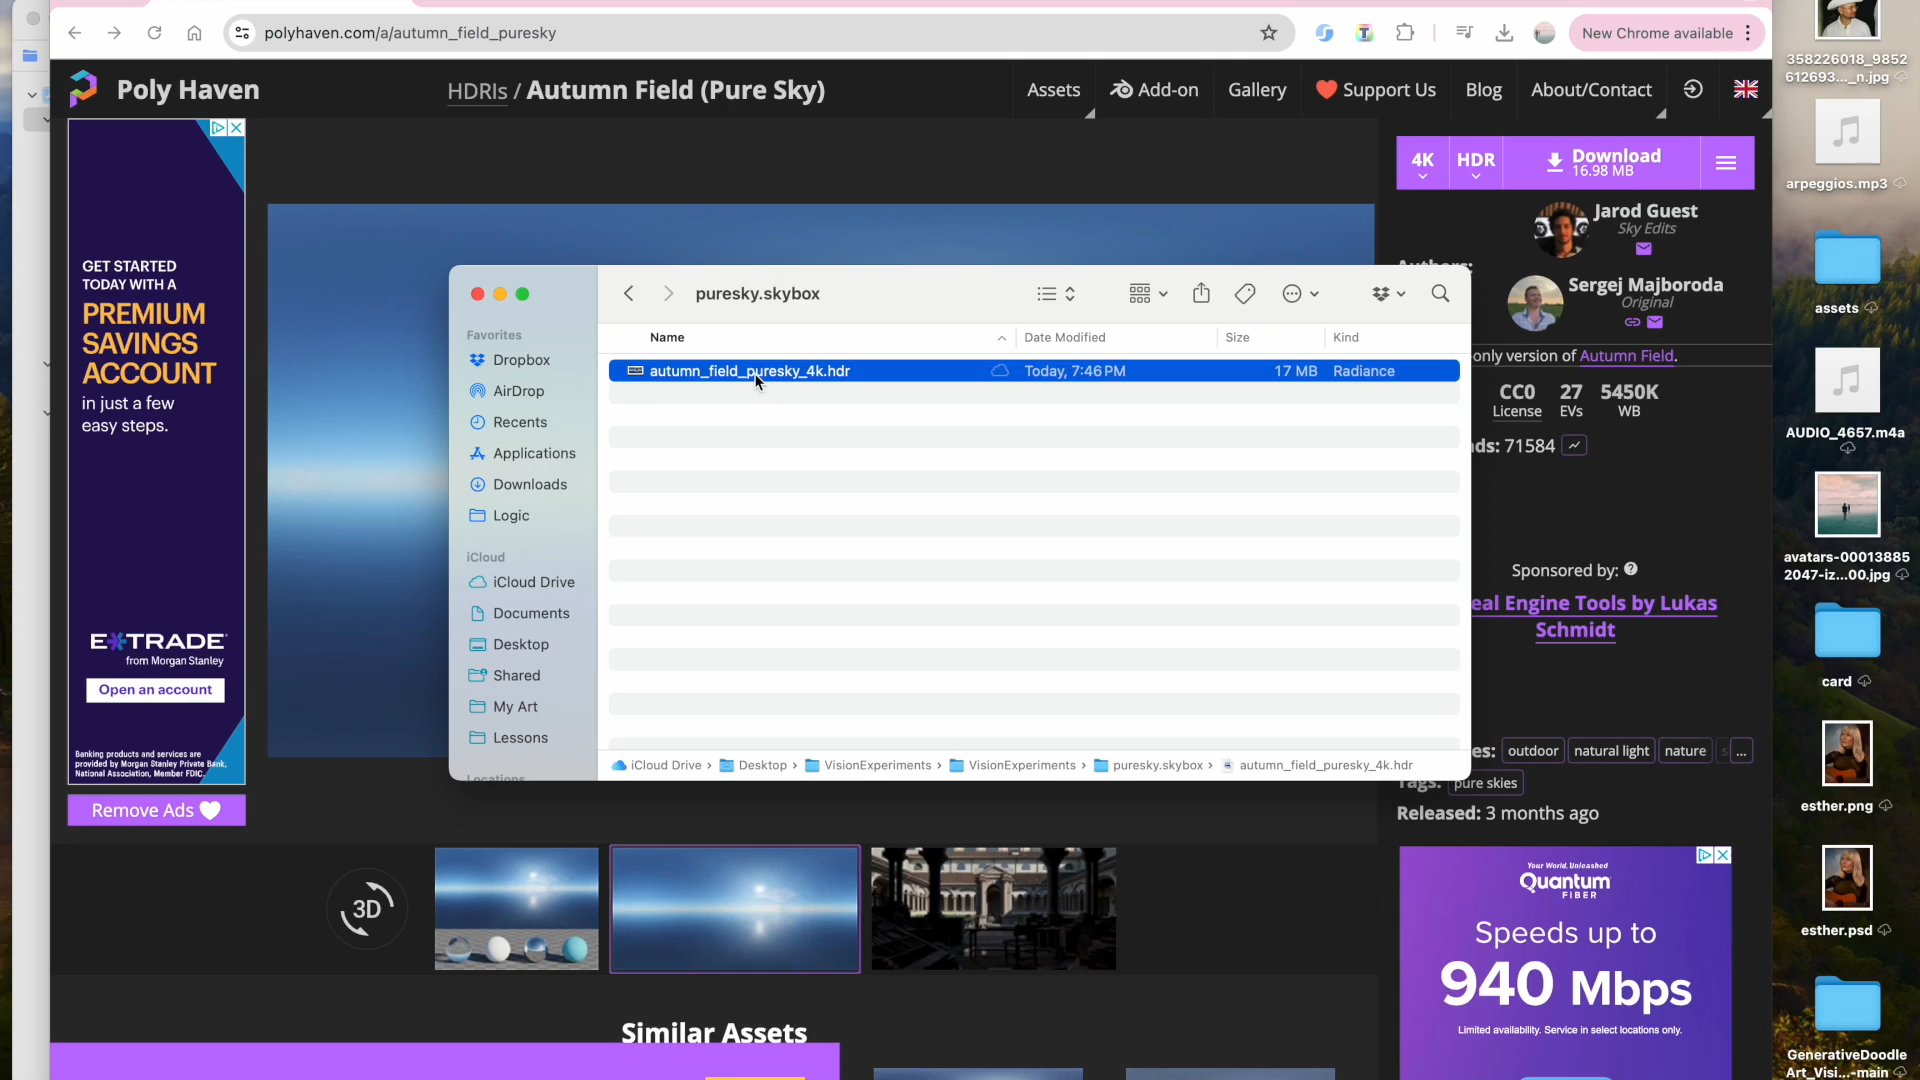 polyhaven.com/a/autumn_field_puresky
New Chrome available
Poly Haven
HDRIs / Autumn Field (Pure Sky)
Assets
Add-on
Gallery
Support Us
Blog
About/Contact
GET STARTED
TODAY WITH A
PREMIUM
SAVINGS
ACCOUNT
in just a few
easy steps.
E*TRADE
from Morgan Stanley
Open an account
Banking products and services are
provided by Morgan Stanley Private Bank,
National Association, Member FDIC.
Remove Ads
4K
HDR
Download
16.98 MB
Jarod Guest
Sky Edits
Sergej Majboroda
Original
only version of Autumn Field.
CC0
License
27
EVs
5450K
WB
71584
Sponsored by:
eal Engine Tools by Lukas
Schmidt
outdoor
natural light
nature
...
pure skies
Released: 3 months ago
puresky.skybox
Name
Date Modified
Size
Kind
autumn_field_puresky_4k.hdr
Today, 7:46 PM
17 MB
Radiance
Favorites
Dropbox
AirDrop
Recents
Applications
Downloads
Logic
iCloud
iCloud Drive
Documents
Desktop
Shared
My Art
Lessons
iCloud Drive › Desktop › VisionExperiments › VisionExperiments › puresky.skybox › autumn_field_puresky_4k.hdr
3D
Similar Assets
Your World, Unleashed
Quantum
FIBER
Speeds up to
940 Mbps
Limited availability. Service in select locations only.
358226018_9852
612693..._n.jpg
arpeggios.mp3
assets
AUDIO_4657.m4a
avatars-00013885
2047-iz...00.jpg
card
esther.png
esther.psd
GenerativeDoodle
Art_Visi...-main